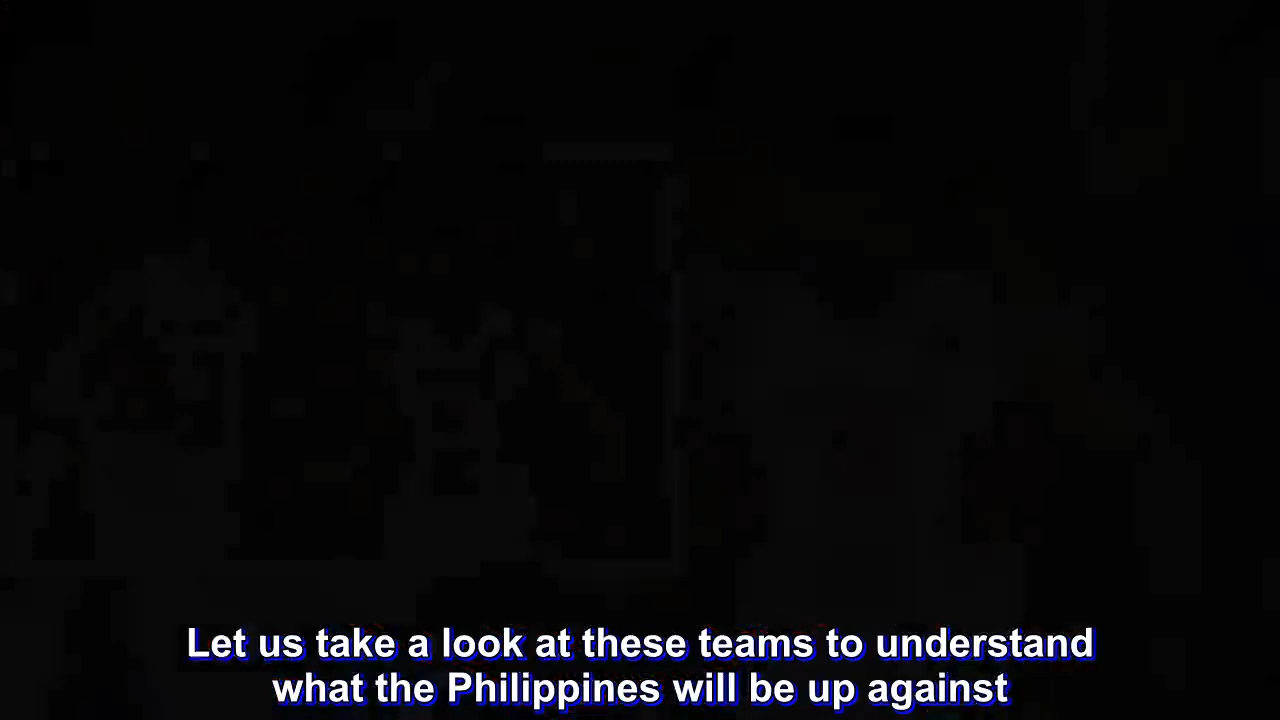 Let us take a look at these teams to understand
what the Philippines will be up against